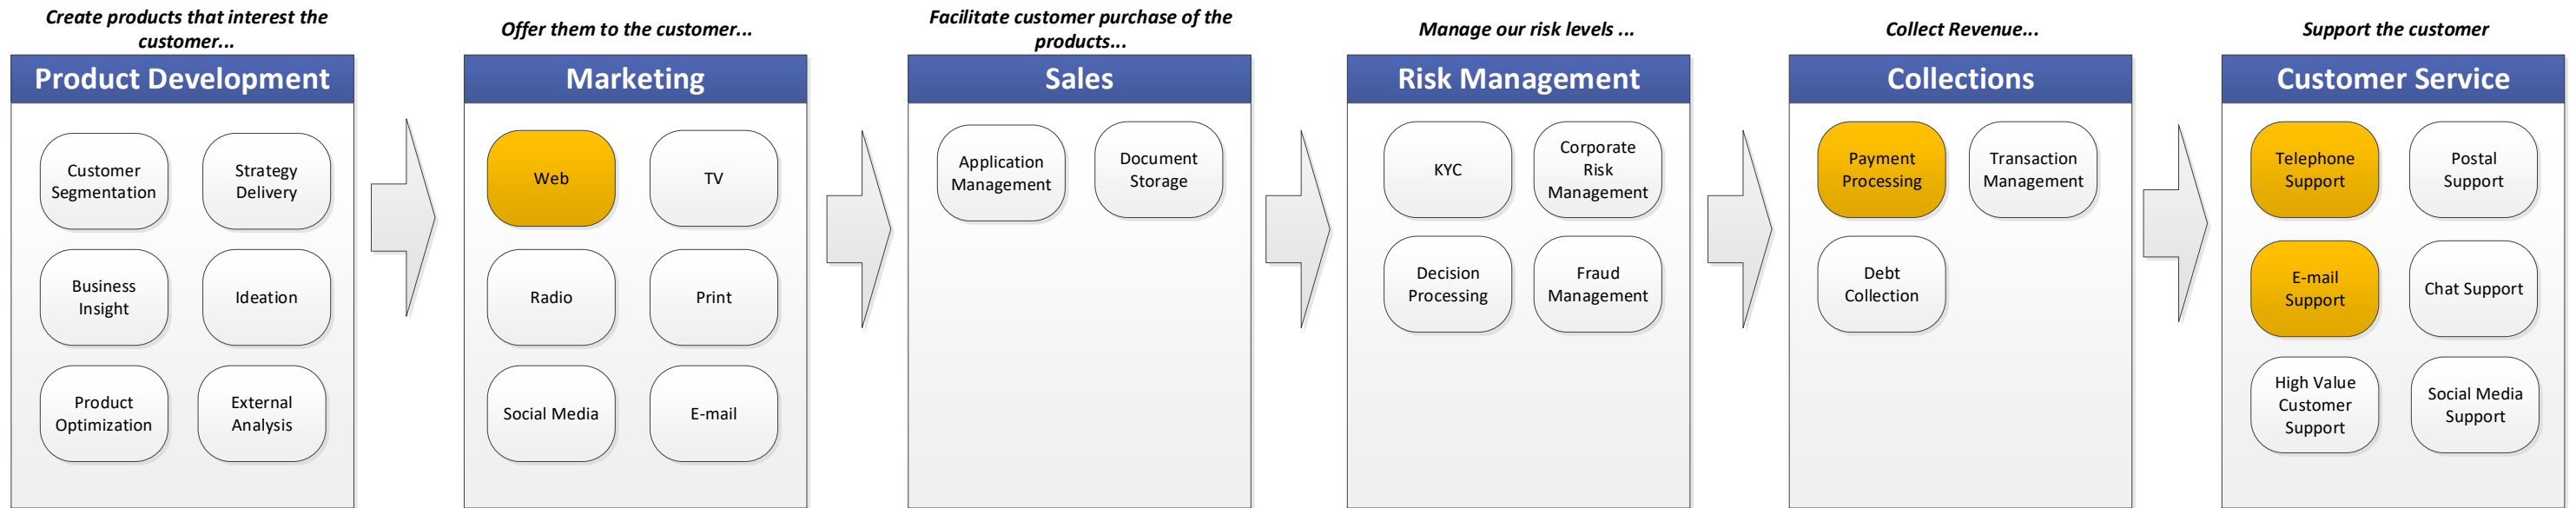 Create products that interest the
customer...
Product Development
Customer
Segmentation
Strategy
Delivery
Business
Insight
Ideation
Product
Optimization
External
Analysis
Offer them to the customer...
Marketing
Web
TV
Radio
Print
Social Media
E-mail
Facilitate customer purchase of the
products...
Sales
Application
Management
Document
Storage
Manage our risk levels ...
Risk Management
KYC
Corporate
Risk
Management
Decision
Processing
Fraud
Management
Collect Revenue...
Collections
Payment
Processing
Transaction
Management
Debt
Collection
Support the customer
Customer Service
Telephone
Support
Postal
Support
E-mail
Support
Chat Support
High Value
Customer
Support
Social Media
Support